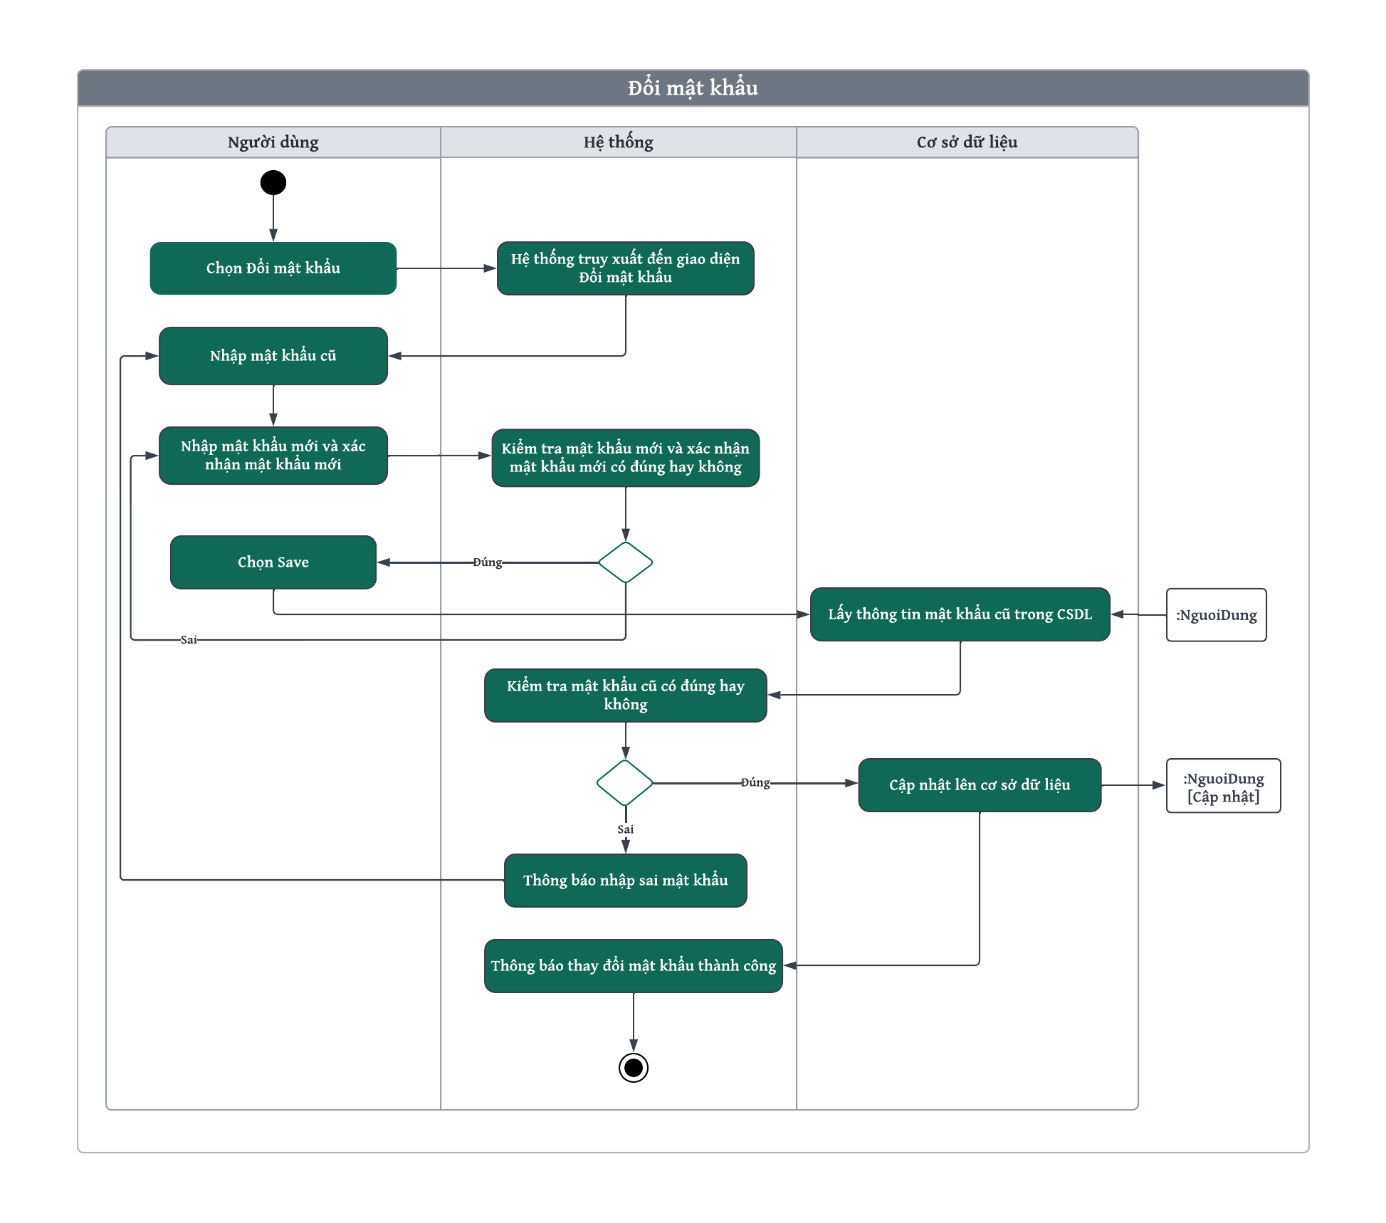 Đổi mật khẩu
Người dùng
Hệ thống
Cơ sở dữ liệu
Chọn Đổi mật khẩu
Hệ thống truy xuất đến giao diện
Đổi mật khẩu
Nhập mật khẩu cũ
Nhập mật khẩu mới và xác
nhận mật khẩu mới
Kiểm tra mật khẩu mới và xác nhận
mật khẩu mới có đúng hay không
Chọn Save
Đúng
Lấy thông tin mật khẩu cũ trong CSDL
:NguoiDung
Sai
Kiểm tra mật khẩu cũ có đúng hay
không
Đúng
Cập nhật lên cơ sở dữ liệu
:NguoiDung
[Cập nhật]
Sai
Thông báo nhập sai mật khẩu
Thông báo thay đổi mật khẩu thành công